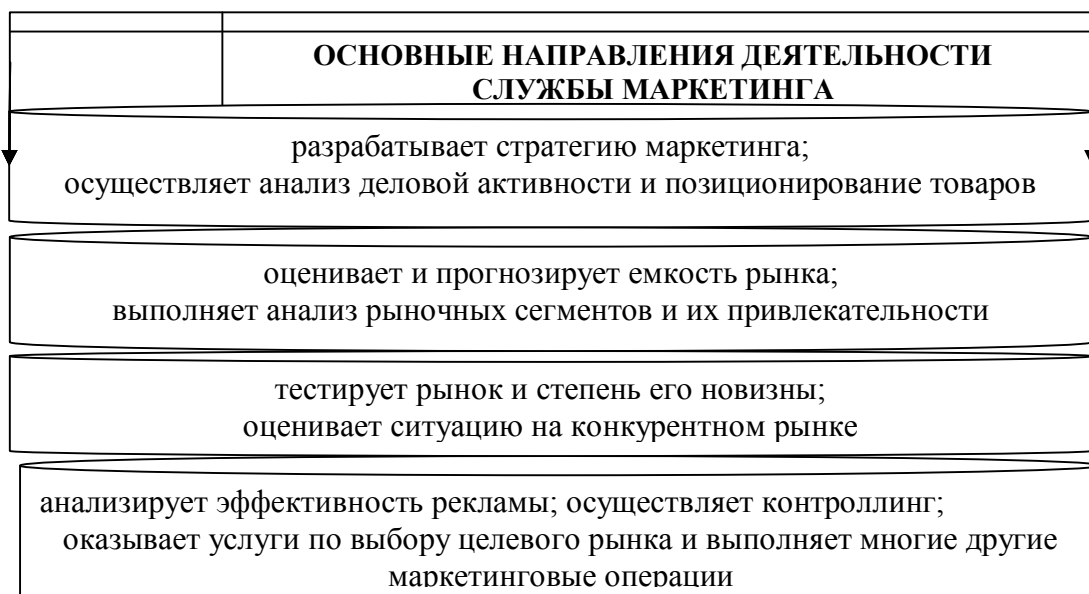 ОСНОВНЫЕ НАПРАВЛЕНИЯ ДЕЯТЕЛЬНОСТИ
СЛУЖБЫ МАРКЕТИНГА
разрабатывает стратегию маркетинга;
осуществляет анализ деловой активности и позиционирование товаров
оценивает и прогнозирует емкость рынка;
выполняет анализ рыночных сегментов и их привлекательности
тестирует рынок и степень его новизны;
оценивает ситуацию на конкурентном рынке
анализирует эффективность рекламы; осуществляет контроллинг;
оказывает услуги по выбору целевого рынка и выполняет многие другие
маркетинговые операции